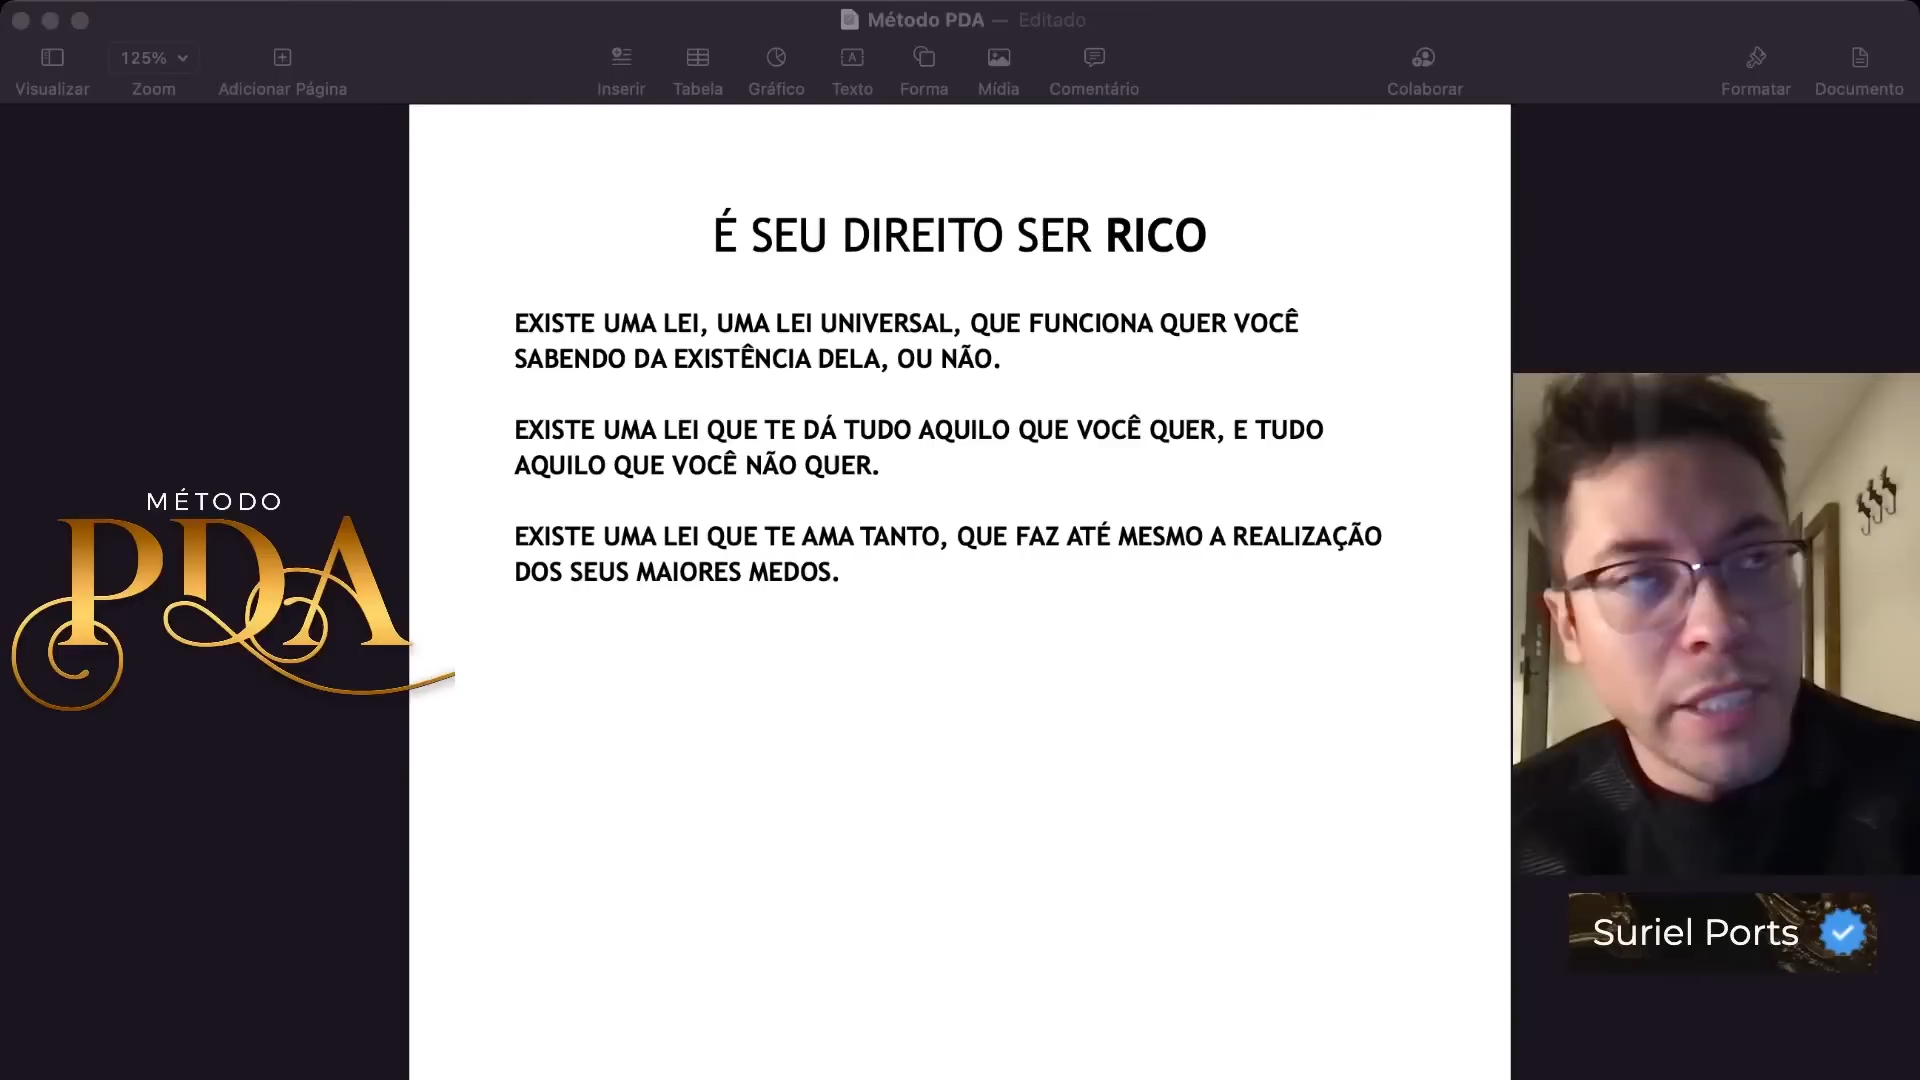 Método PDA — Editado
125%
Visualizar Zoom Adicionar Página Inserir Tabela Gráfico Texto Forma Mídia Comentário Colaborar Formatar Documento
É SEU DIREITO SER RICO
EXISTE UMA LEI, UMA LEI UNIVERSAL, QUE FUNCIONA QUER VOCÊ
SABENDO DA EXISTÊNCIA DELA, OU NÃO.
EXISTE UMA LEI QUE TE DÁ TUDO AQUILO QUE VOCÊ QUER, E TUDO
AQUILO QUE VOCÊ NÃO QUER.
EXISTE UMA LEI QUE TE AMA TANTO, QUE FAZ ATÉ MESMO A REALIZAÇÃO
DOS SEUS MAIORES MEDOS.
MÉTODO
PDA
Suriel Ports